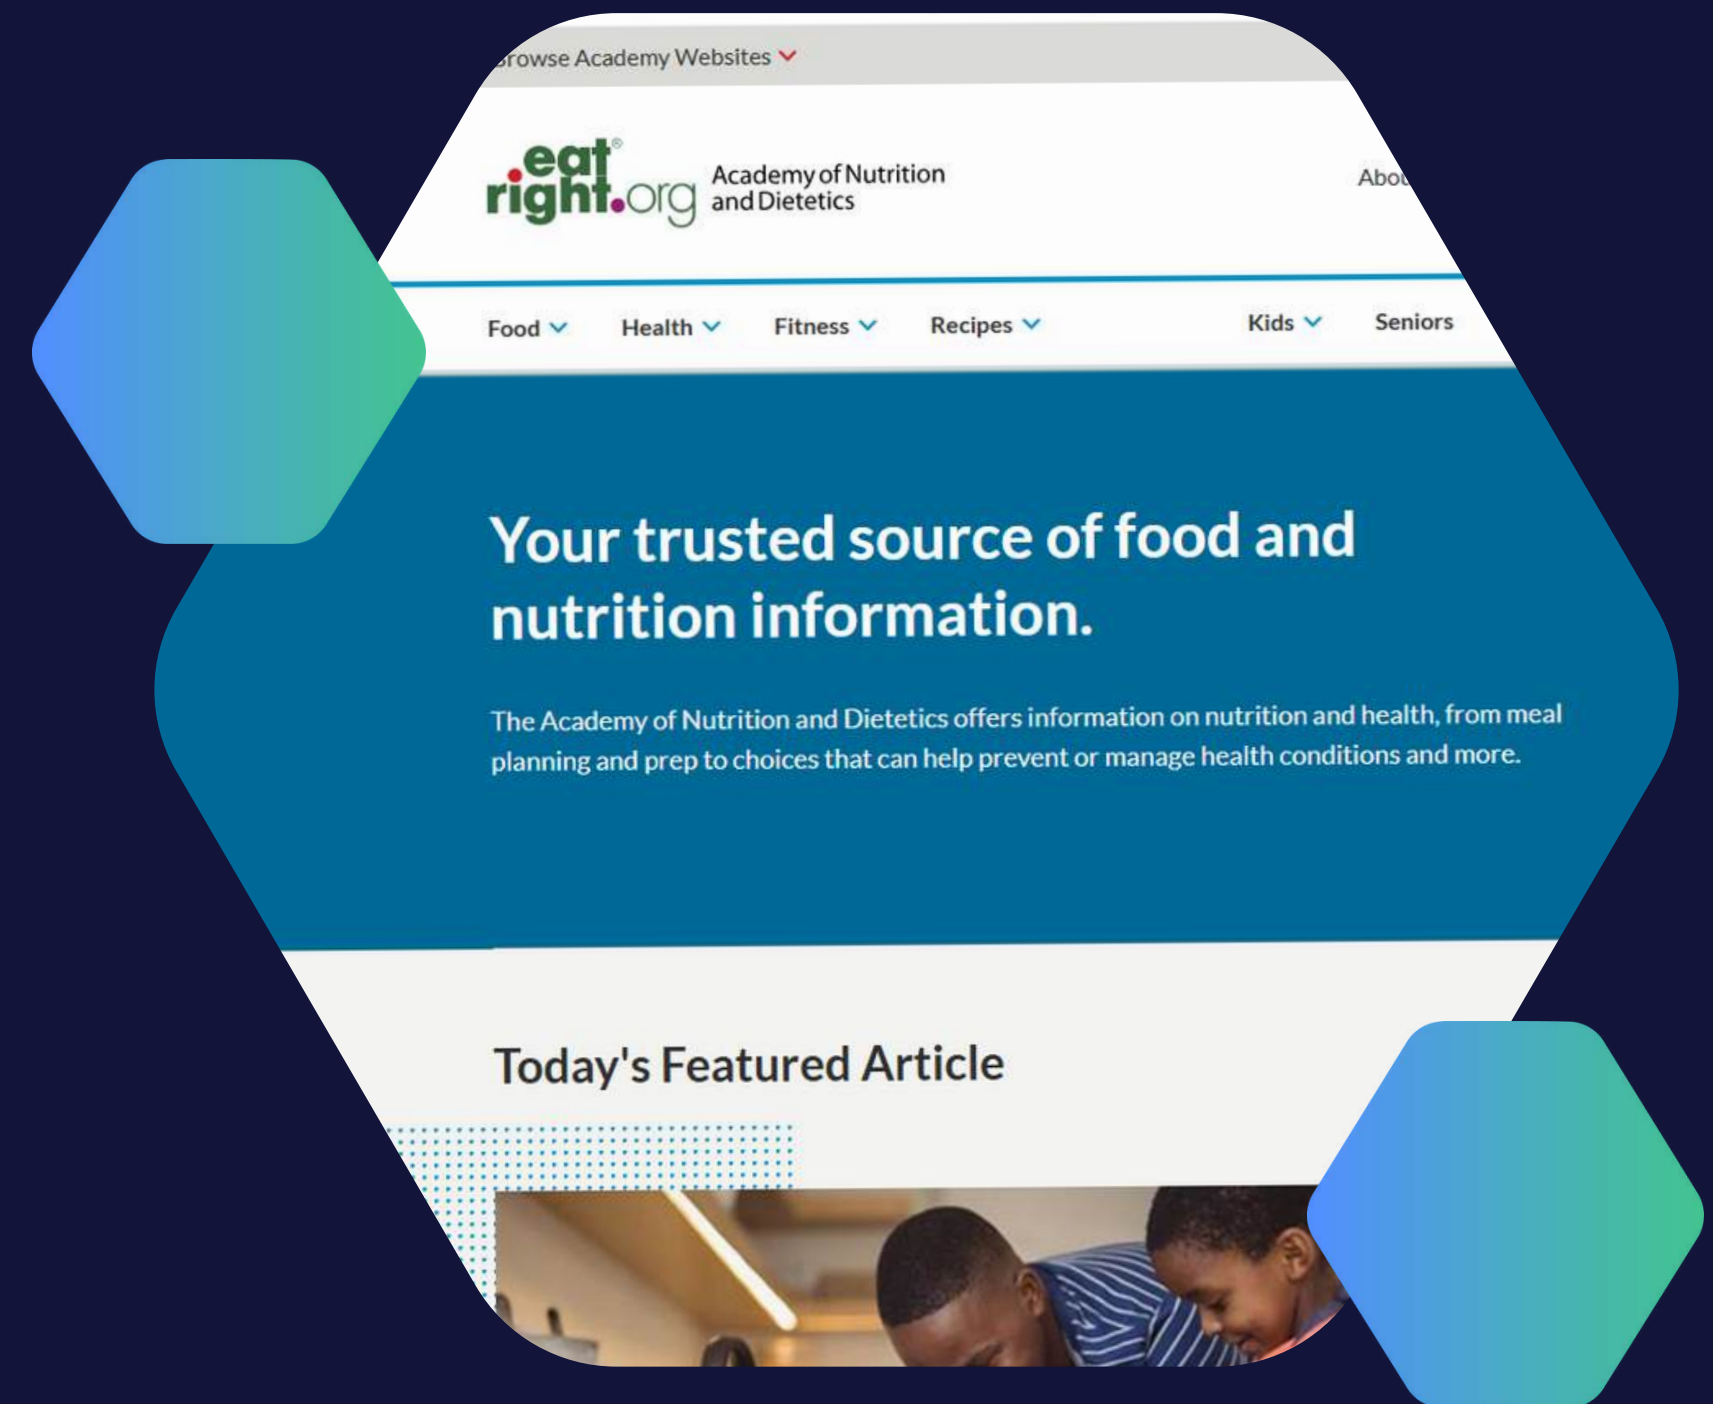 Browse Academy Websites
eat®
right.org
Academy of Nutrition
and Dietetics
Food
Health
Fitness
Recipes
Kids
Seniors
Your trusted source of food and
nutrition information.
The Academy of Nutrition and Dietetics offers information on nutrition and health, from meal
planning and prep to choices that can help prevent or manage health conditions and more.
Today's Featured Article